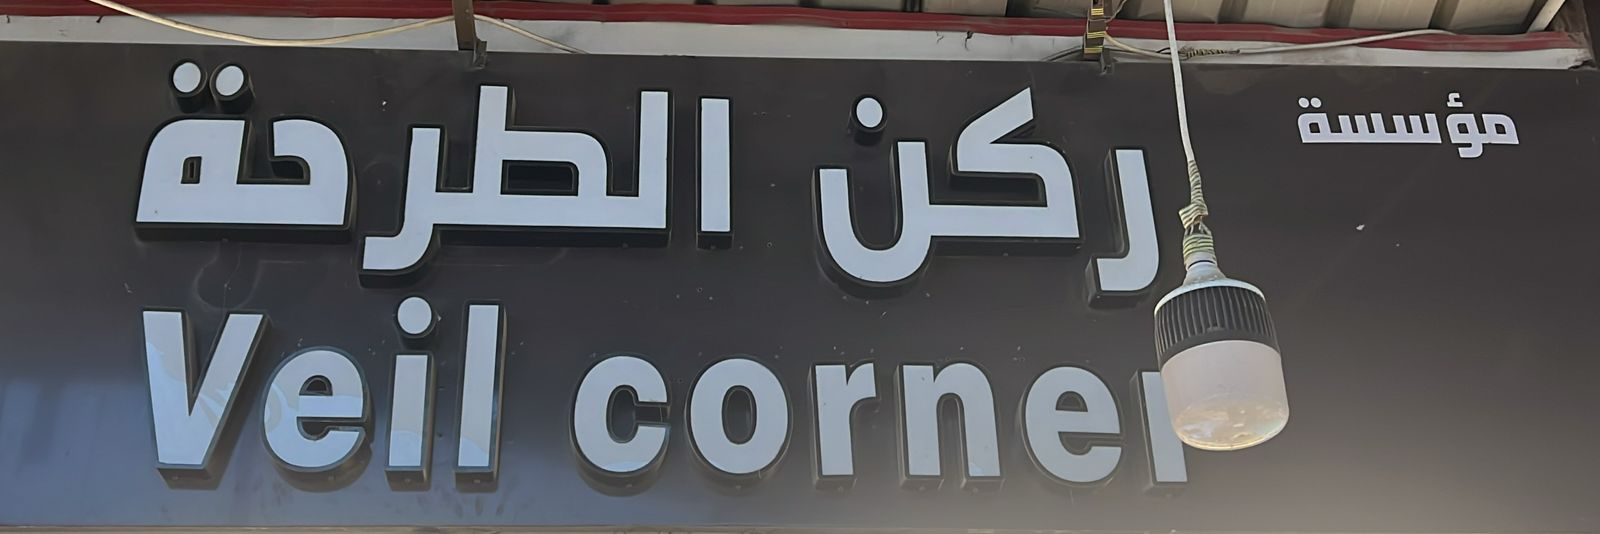 مؤسسة
ركن الطرحة
Veil corner